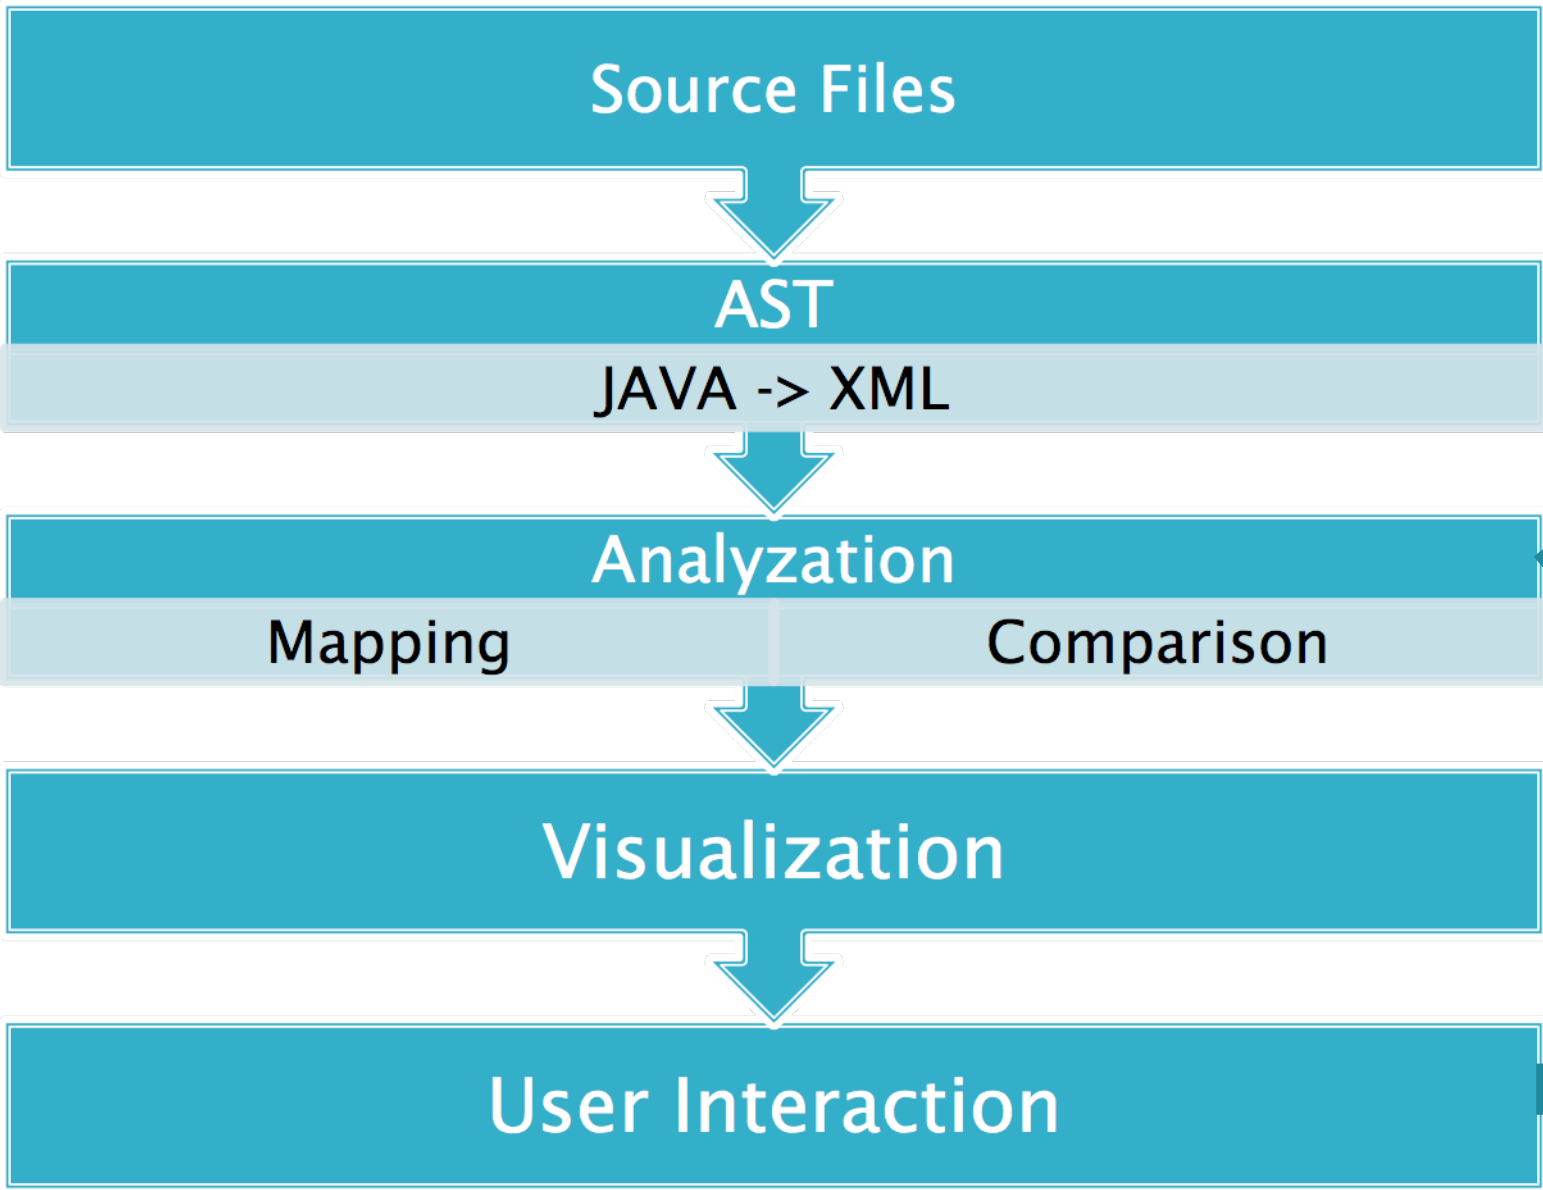 Source Files
AST
JAVA -> XML
Analyzation
Mapping
Comparison
Visualization
User Interaction